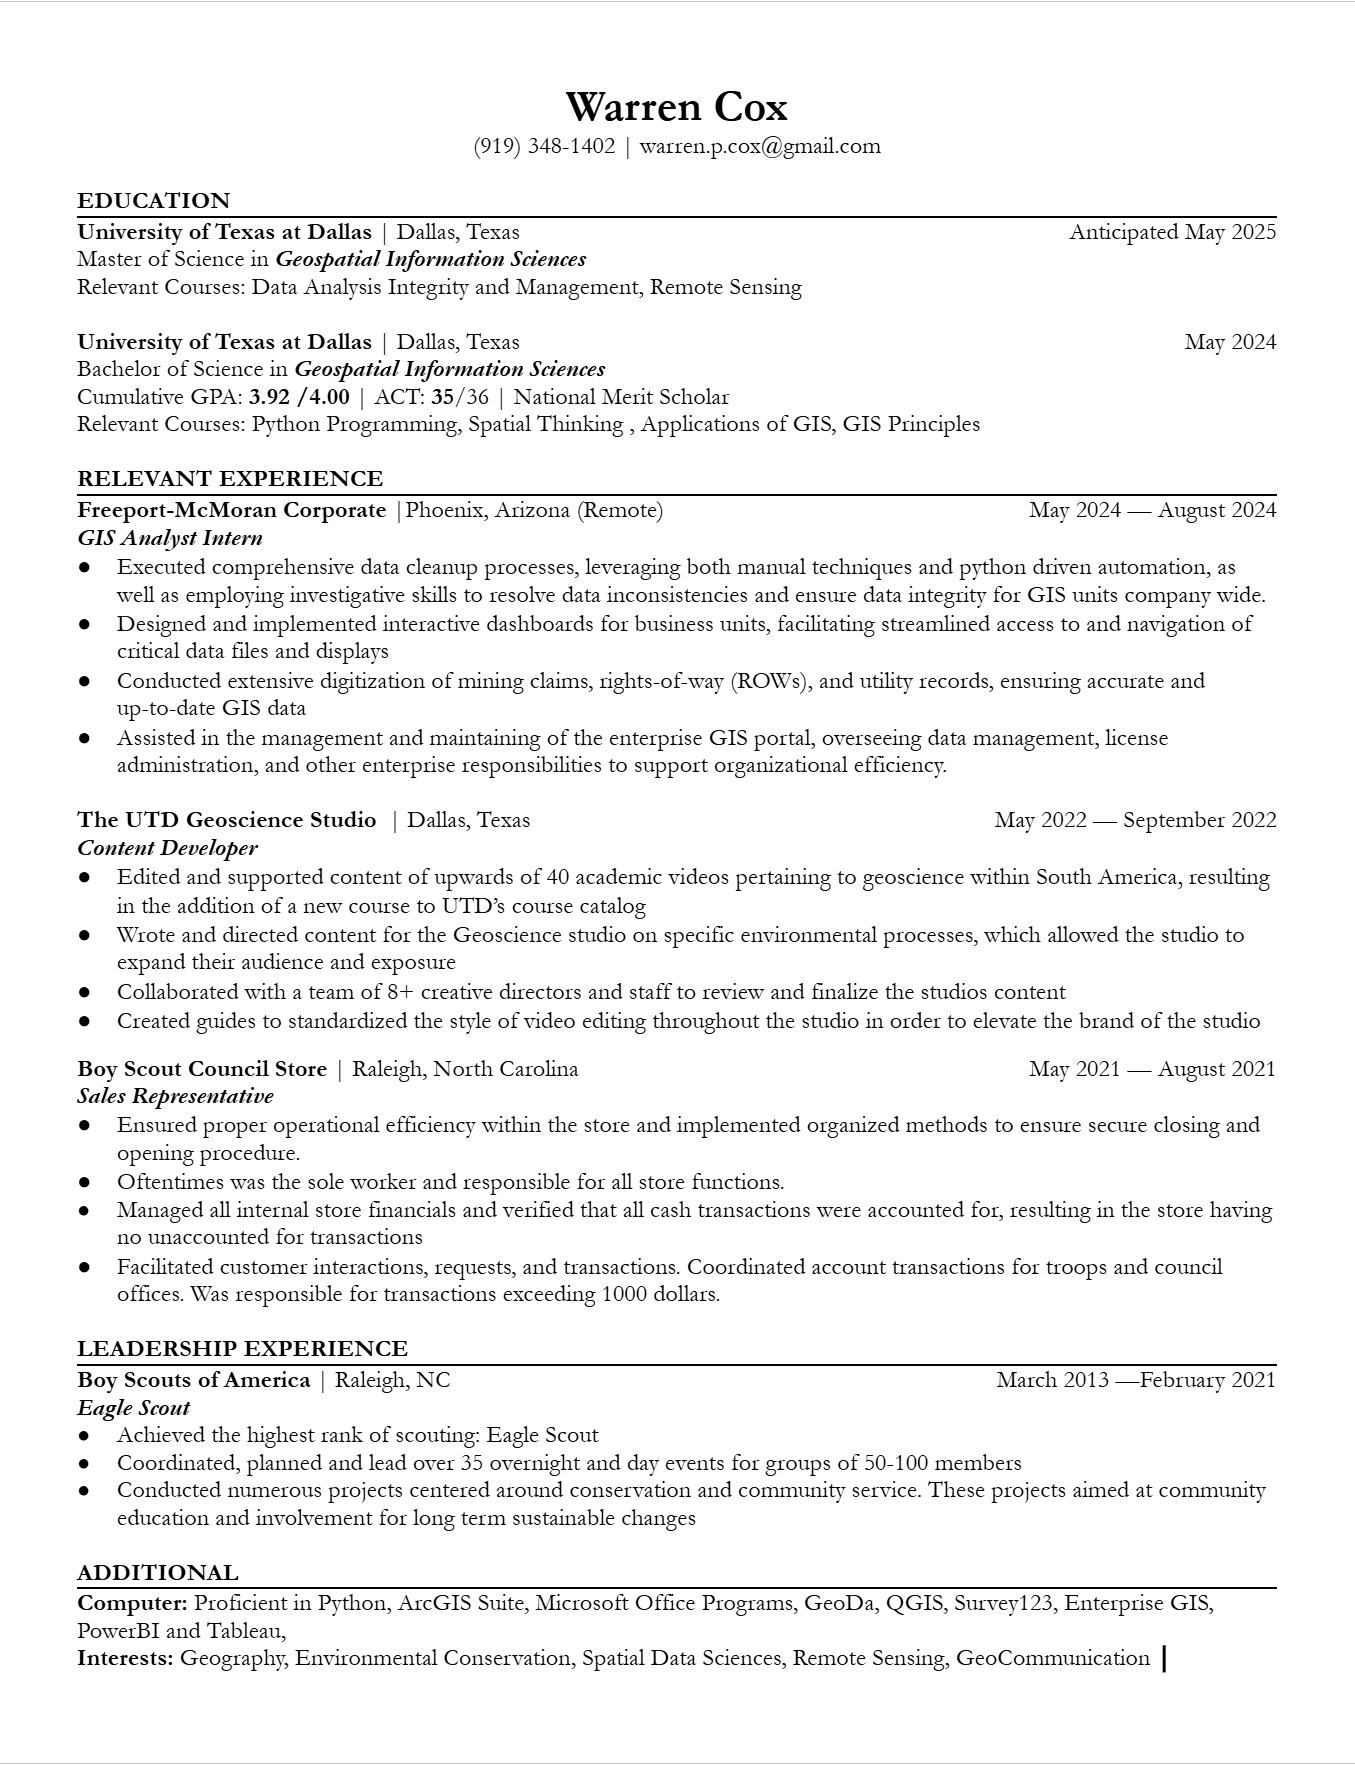 Warren Cox
(919) 348-1402 | warren.p.cox@gmail.com
EDUCATION
University of Texas at Dallas | Dallas, Texas Anticipated May 2025
Master of Science in Geospatial Information Sciences
Relevant Courses: Data Analysis Integrity and Management, Remote Sensing
University of Texas at Dallas | Dallas, Texas May 2024
Bachelor of Science in Geospatial Information Sciences
Cumulative GPA: 3.92 /4.00 | ACT: 35/36 | National Merit Scholar
Relevant Courses: Python Programming, Spatial Thinking , Applications of GIS, GIS Principles
RELEVANT EXPERIENCE
Freeport-McMoran Corporate |Phoenix, Arizona (Remote) May 2024 — August 2024
GIS Analyst Intern
● Executed comprehensive data cleanup processes, leveraging both manual techniques and python driven automation, as
well as employing investigative skills to resolve data inconsistencies and ensure data integrity for GIS units company wide.
● Designed and implemented interactive dashboards for business units, facilitating streamlined access to and navigation of
critical data files and displays
● Conducted extensive digitization of mining claims, rights-of-way (ROWs), and utility records, ensuring accurate and
up-to-date GIS data
● Assisted in the management and maintaining of the enterprise GIS portal, overseeing data management, license
administration, and other enterprise responsibilities to support organizational efficiency.
The UTD Geoscience Studio | Dallas, Texas May 2022 — September 2022
Content Developer
● Edited and supported content of upwards of 40 academic videos pertaining to geoscience within South America, resulting
in the addition of a new course to UTD’s course catalog
● Wrote and directed content for the Geoscience studio on specific environmental processes, which allowed the studio to
expand their audience and exposure
● Collaborated with a team of 8+ creative directors and staff to review and finalize the studios content
● Created guides to standardized the style of video editing throughout the studio in order to elevate the brand of the studio
Boy Scout Council Store | Raleigh, North Carolina May 2021 — August 2021
Sales Representative
● Ensured proper operational efficiency within the store and implemented organized methods to ensure secure closing and
opening procedure.
● Oftentimes was the sole worker and responsible for all store functions.
● Managed all internal store financials and verified that all cash transactions were accounted for, resulting in the store having
no unaccounted for transactions
● Facilitated customer interactions, requests, and transactions. Coordinated account transactions for troops and council
offices. Was responsible for transactions exceeding 1000 dollars.
LEADERSHIP EXPERIENCE
Boy Scouts of America | Raleigh, NC March 2013 —February 2021
Eagle Scout
● Achieved the highest rank of scouting: Eagle Scout
● Coordinated, planned and lead over 35 overnight and day events for groups of 50-100 members
● Conducted numerous projects centered around conservation and community service. These projects aimed at community
education and involvement for long term sustainable changes
ADDITIONAL
Computer: Proficient in Python, ArcGIS Suite, Microsoft Office Programs, GeoDa, QGIS, Survey123, Enterprise GIS,
PowerBI and Tableau,
Interests: Geography, Environmental Conservation, Spatial Data Sciences, Remote Sensing, GeoCommunication